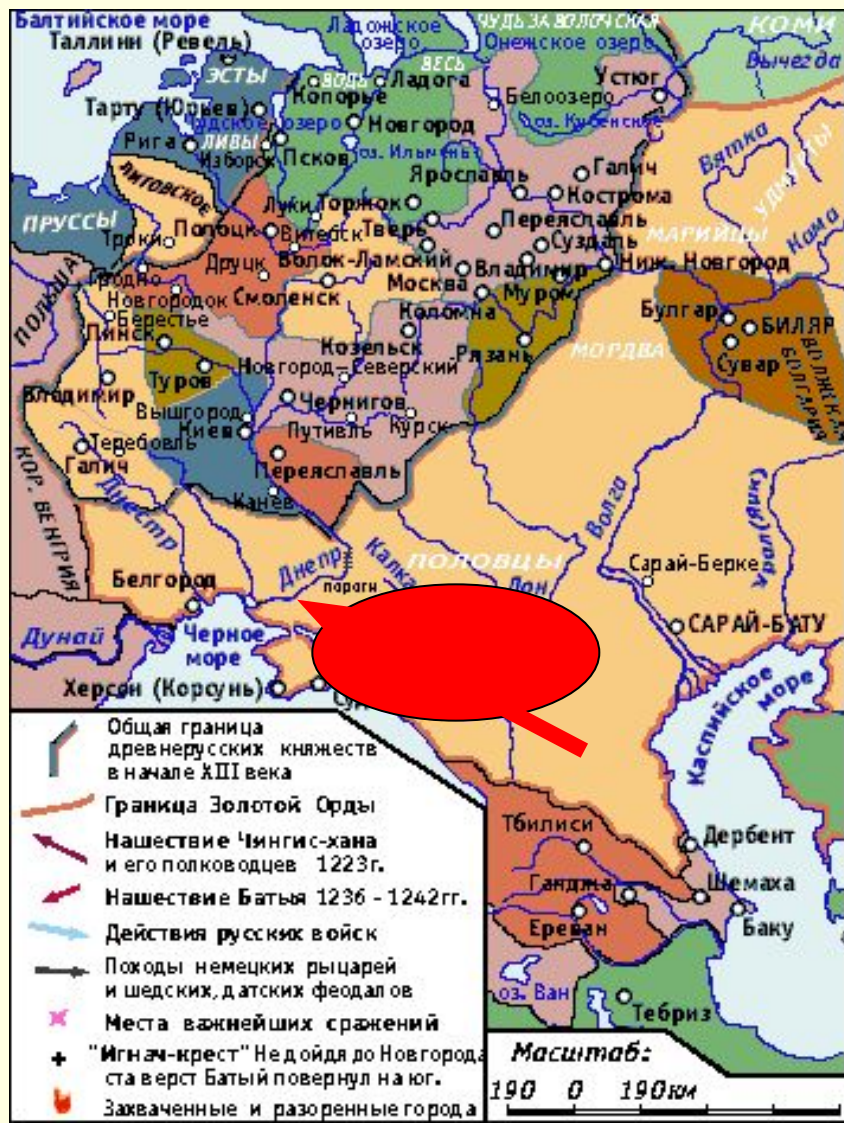 Балтийское море
Таллинн (Ревель)
Ладожское
озеро
ЧУДЬ ЗАВОЛОЧСКАЯ
Онежское озеро
КОМИ
Вычегда
ЭСТЫ
ВОДЬ
ВЕСЬ
Ладога
Копорье
Белоозеро
Устюг
Тарту (Юрьев)
Чудское озеро
Новгород
оз. Кубенское
Рига
ЛИВЫ
Изборск
Псков
оз. Ильмень
Вятка
УДМУРТЫ
Галич
Ярославль
Кострома
ЛИТОВСКОЕ
ПРУССЫ
Луки
Торжок
Переяславль
МАРИЙЦЫ
Кама
Троки
Полоцк
Витебск
Тверь
Суздаль
Друцк
Волок-Ламский
Владимир
Ниж. Новгород
ПОЛЬША
Гродно
Новгородок
Смоленск
Москва
Муром
Булгар
БИЛЯР
Берестье
Коломна
Пинск
Козельск
Рязань
МОРДВА
Сувар
ВОЛЖСКАЯ
БОЛГАРИЯ
Туров
Новгород-Северский
Владимир
Вышгород
Чернигов
Киев
Путивль
Курск
Теребовль
Галич
Переяславль
КОР. ВЕНГРИЯ
Канев
Днестр
Волга
Урал(Яик)
Днепр
Калка
ПОЛОВЦЫ
Дон
Сарай-Берке
Белгород
пороги
САРАЙ-БАТУ
Дунай
Черное
море
Херсон (Корсунь)
Каспийское море
Общая граница
древнерусских княжеств
в начале XIII века
Граница Золотой Орды
Нашествие Чингис-хана
и его полководцев 1223г.
Нашествие Батыя 1236 - 1242гг.
Действия русских войск
Походы немецких рыцарей
и шедских, датских феодалов
Места важнейших сражений
"Игнач-крест" Не дойдя до Новгорода
ста верст Батый повернул на юг.
Захваченные и разоренные города
Тбилиси
Дербент
Ганджа
Шемаха
Ереван
Баку
оз. Ван
Тебриз
Масштаб:
190 0 190км